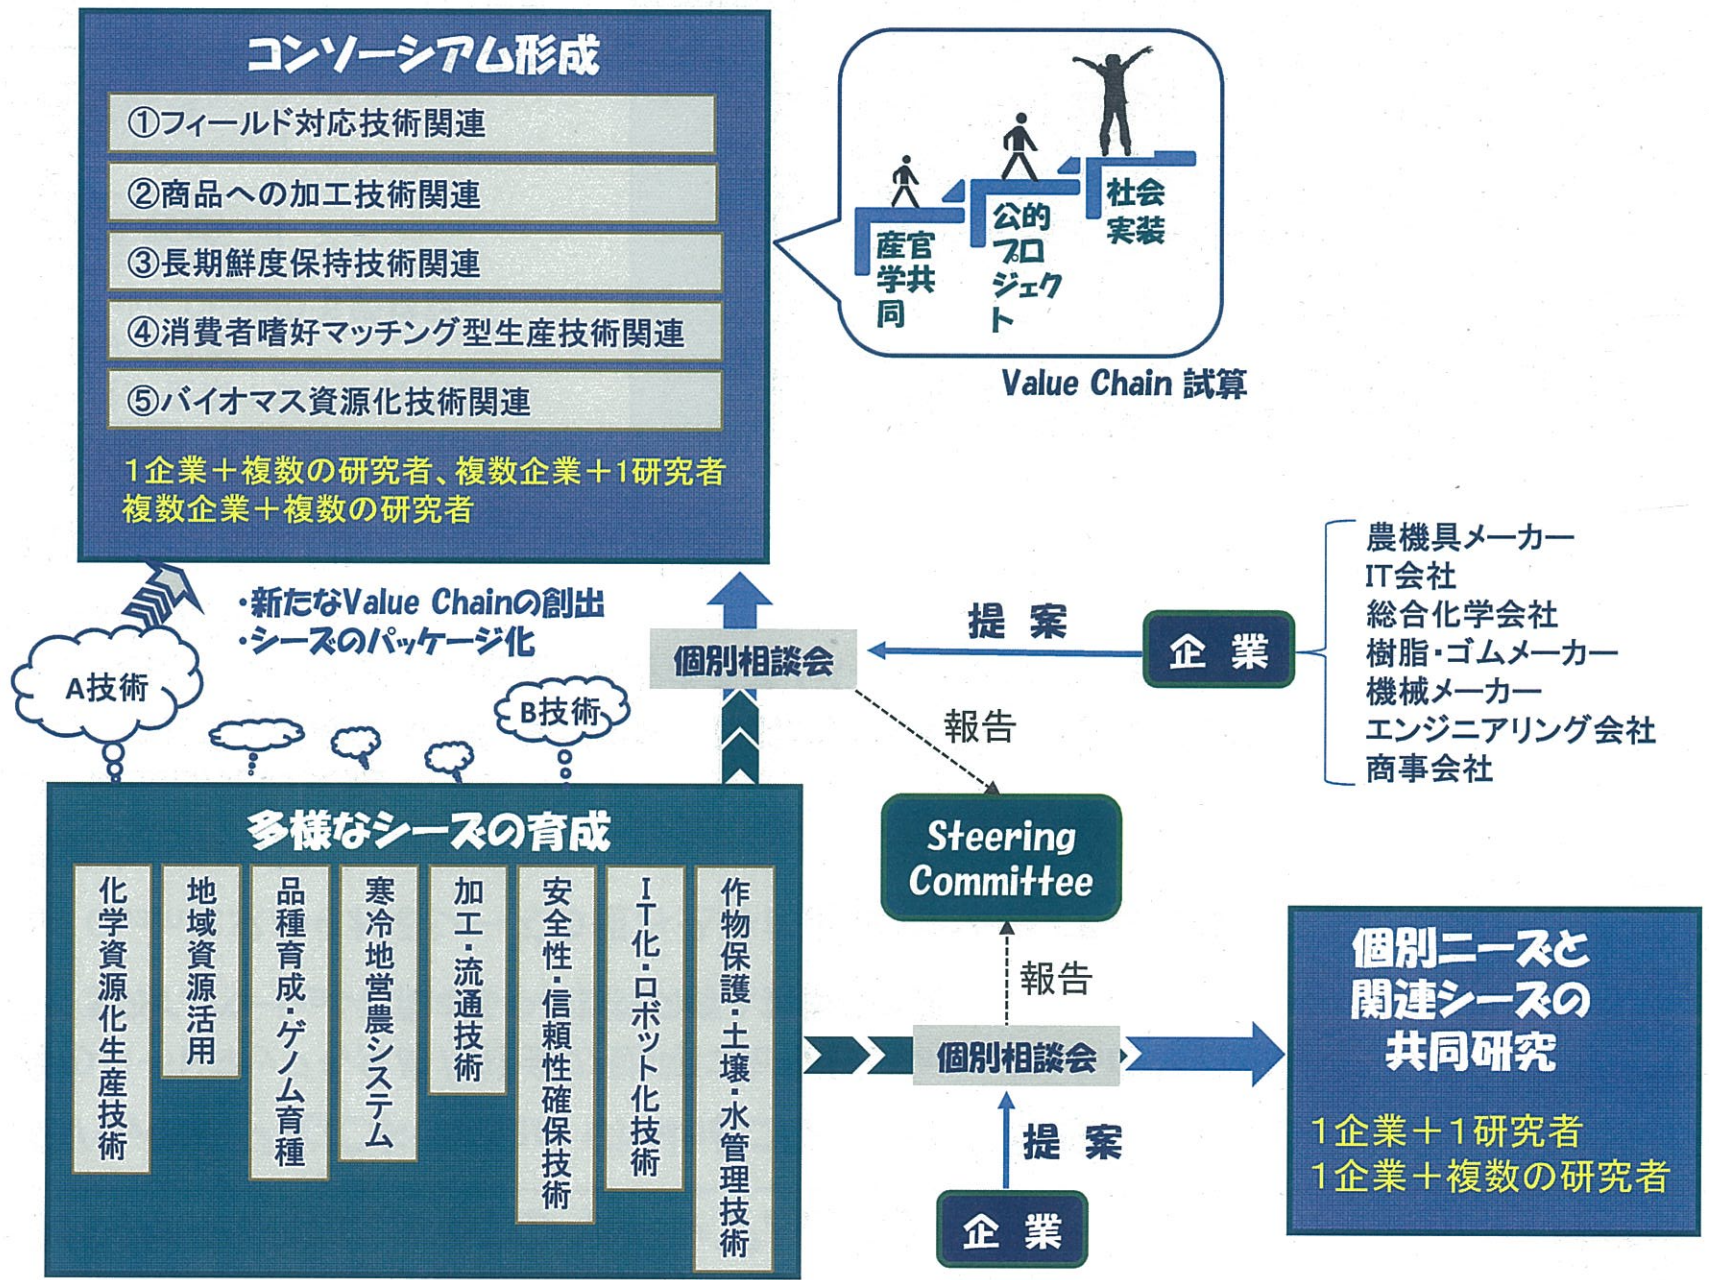 コンソーシアム形成
①フィールド対応技術関連
②商品への加工技術関連
③長期鮮度保持技術関連
④消費者嗜好マッチング型生産技術関連
⑤バイオマス資源化技術関連
1企業＋複数の研究者、複数企業＋1研究者
複数企業＋複数の研究者
産官
学共
同
公的
プロ
ジェク
ト
社会
実装
Value Chain 試算
・新たなValue Chainの創出
・シーズのパッケージ化
A技術
B技術
個別相談会
提 案
企 業
農機具メーカー
IT会社
総合化学会社
樹脂・ゴムメーカー
機械メーカー
エンジニアリング会社
商事会社
報告
Steering
Committee
多様なシーズの育成
化学資源化生産技術
地域資源活用
品種育成・ゲノム育種
寒冷地営農システム
加工・流通技術
安全性・信頼性確保技術
IT化・ロボット化技術
作物保護・土壌・水管理技術
報告
個別相談会
提 案
企 業
個別ニーズと
関連シーズの
共同研究
1企業＋1研究者
1企業＋複数の研究者